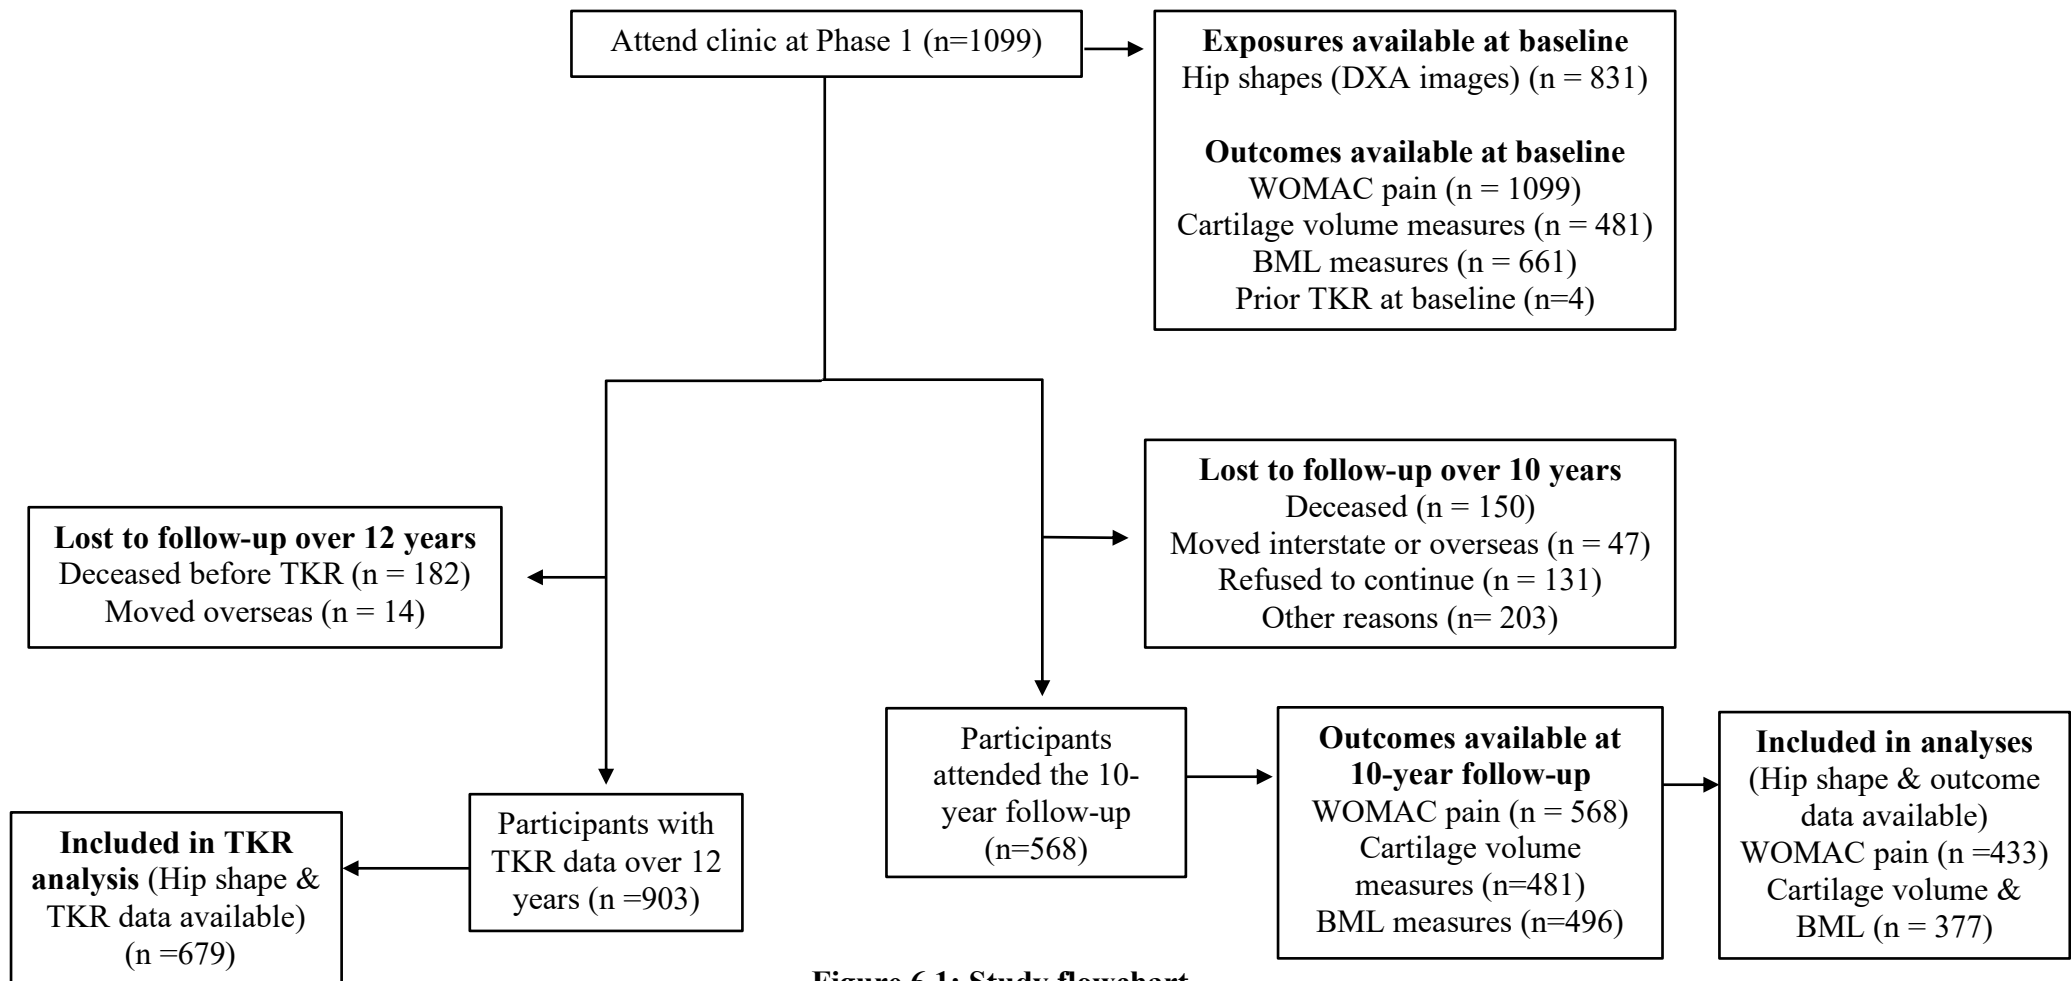 Attend clinic at Phase 1 (n=1099)
Exposures available at baseline
Hip shapes (DXA images) (n = 831)
Outcomes available at baseline
WOMAC pain (n = 1099)
Cartilage volume measures (n = 481)
BML measures (n = 661)
Prior TKR at baseline (n=4)
Lost to follow-up over 10 years
Deceased (n = 150)
Moved interstate or overseas (n = 47)
Refused to continue (n = 131)
Other reasons (n= 203)
Lost to follow-up over 12 years
Deceased before TKR (n = 182)
Moved overseas (n = 14)
Participants
attended the 10-
year follow-up
(n=568)
Outcomes available at
10-year follow-up
WOMAC pain (n = 568)
Cartilage volume
measures (n=481)
BML measures (n=496)
Included in analyses
(Hip shape & outcome
data available)
WOMAC pain (n =433)
Cartilage volume &
BML (n = 377)
Participants with
TKR data over 12
years (n =903)
Included in TKR
analysis (Hip shape &
TKR data available)
(n =679)
Figure 6.1: Study flowchart